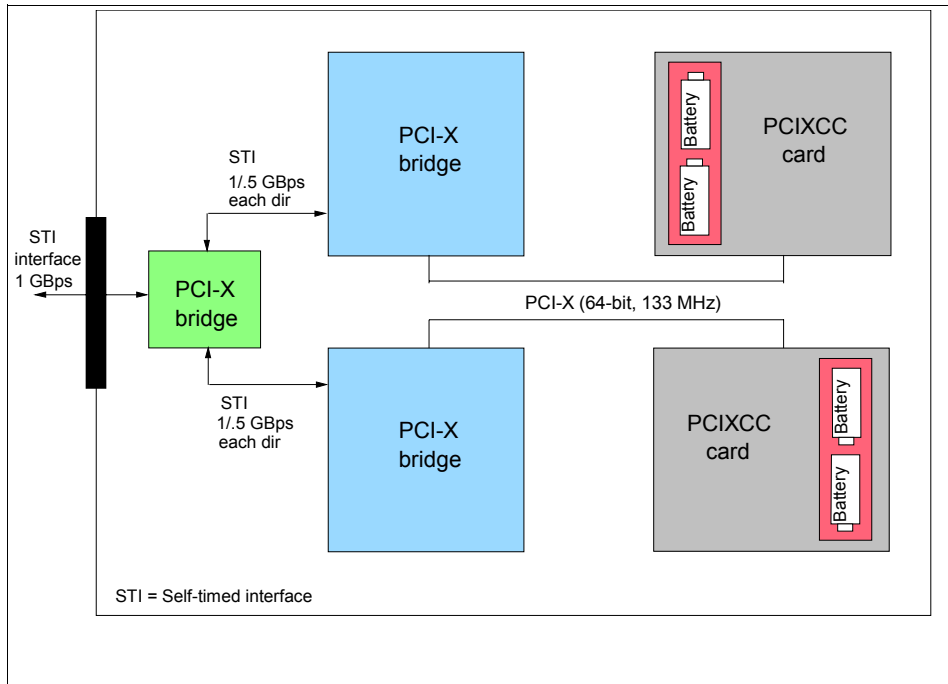 PCI-X
bridge
Battery
Battery
PCIXCC
card
STI
1/.5 GBps
each dir
STI
interface
1 GBps
PCI-X
bridge
PCI-X (64-bit, 133 MHz)
STI
1/.5 GBps
each dir
PCI-X
bridge
PCIXCC
card
Battery
Battery
STI = Self-timed interface